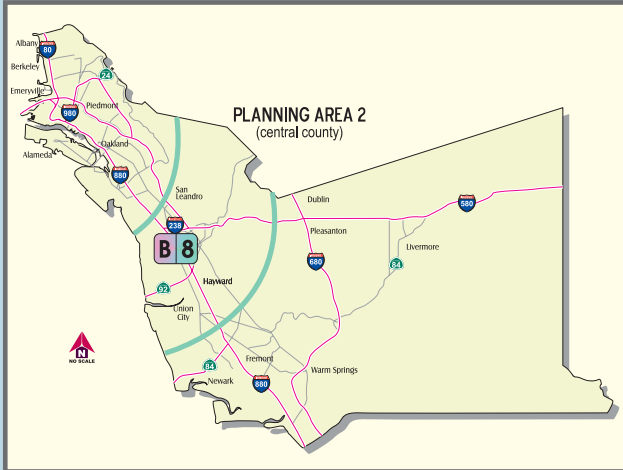 PLANNING AREA 2
(central county)
Albany
80
Berkeley
24
Emeryville
Piedmont
980
Oakland
Alameda
880
San
Leandro
Dublin
580
238
Pleasanton
B 8
Livermore
680
84
Hayward
92
Union
City
N
NO SCALE
Fremont
84
Warm Springs
Newark
880